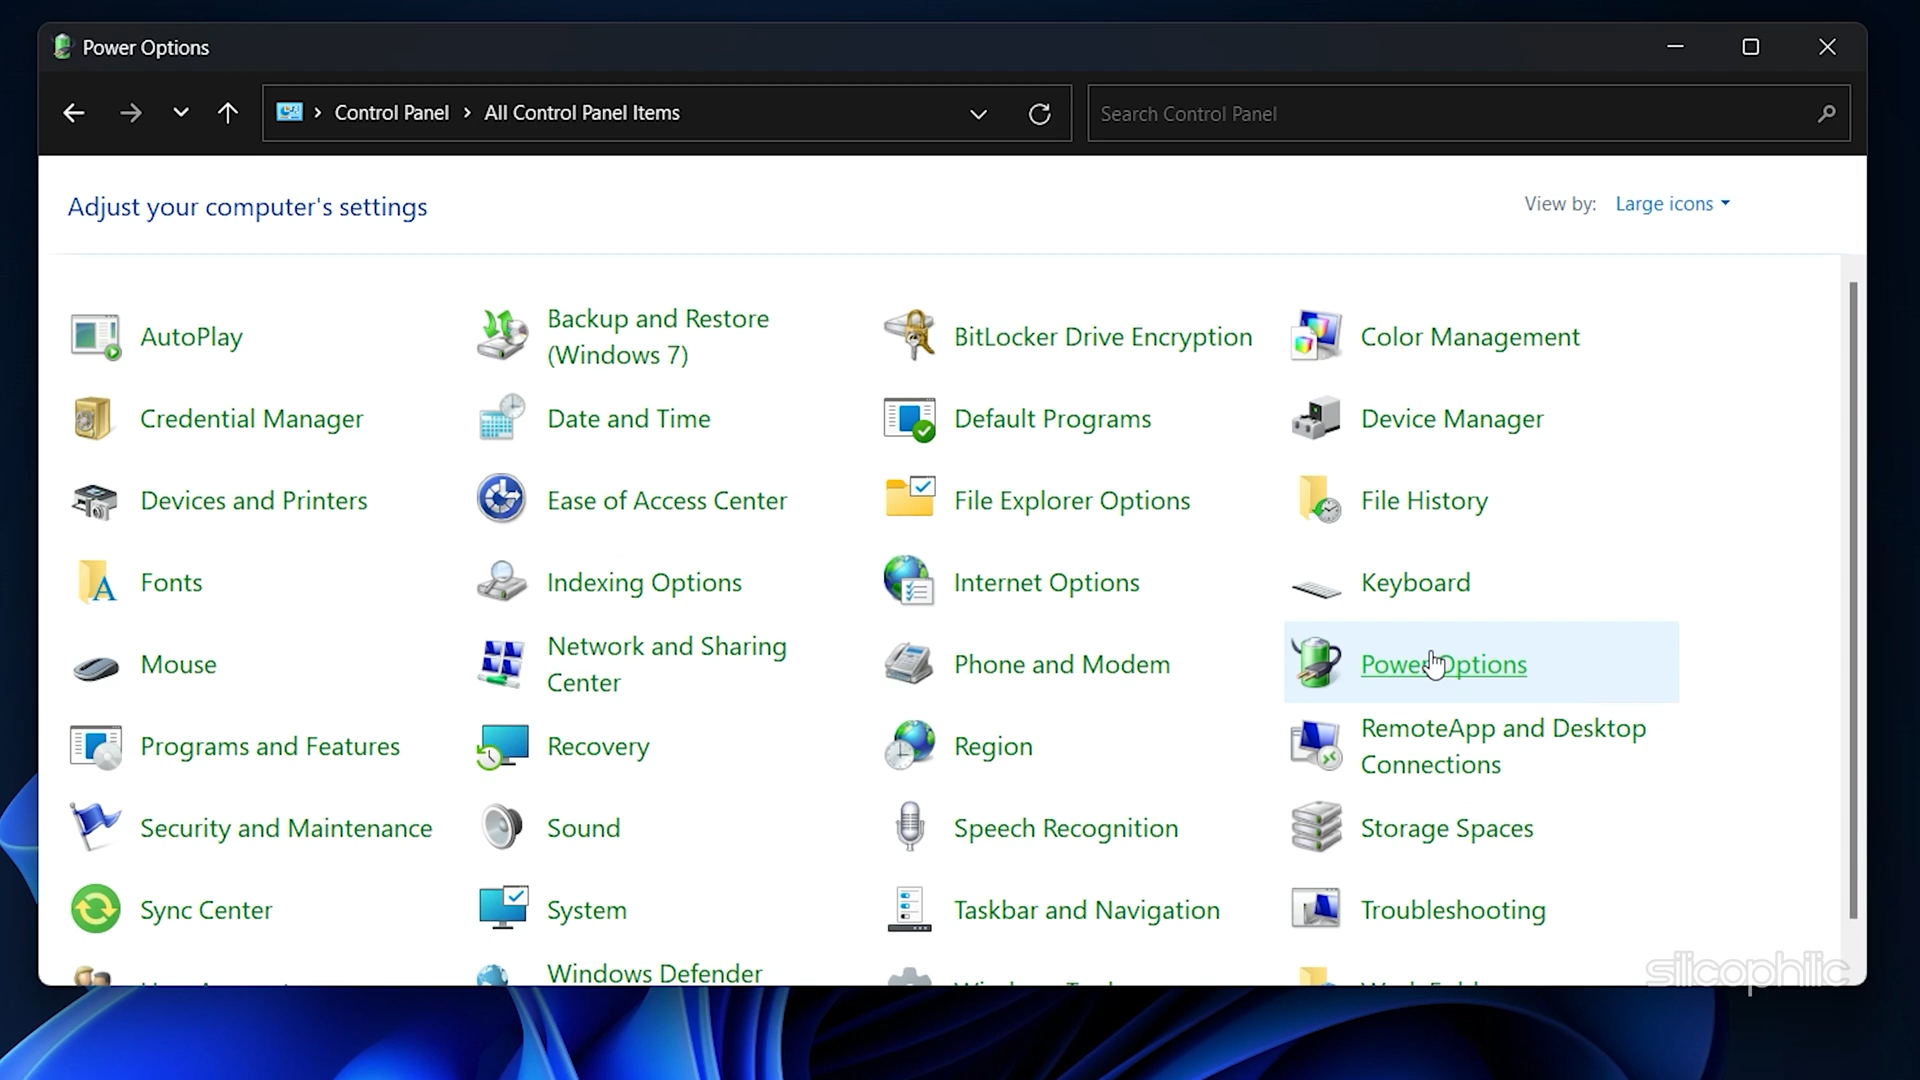 Power Options
Control Panel
All Control Panel Items
Search Control Panel
Adjust your computer's settings
View by: Large icons
AutoPlay
Backup and Restore
(Windows 7)
BitLocker Drive Encryption
Color Management
Credential Manager
Date and Time
Default Programs
Device Manager
Devices and Printers
Ease of Access Center
File Explorer Options
File History
Fonts
Indexing Options
Internet Options
Keyboard
Mouse
Network and Sharing
Center
Phone and Modem
Power Options
Programs and Features
Recovery
Region
RemoteApp and Desktop
Connections
Security and Maintenance
Sound
Speech Recognition
Storage Spaces
Sync Center
System
Taskbar and Navigation
Troubleshooting
Windows Defender
silicophilic